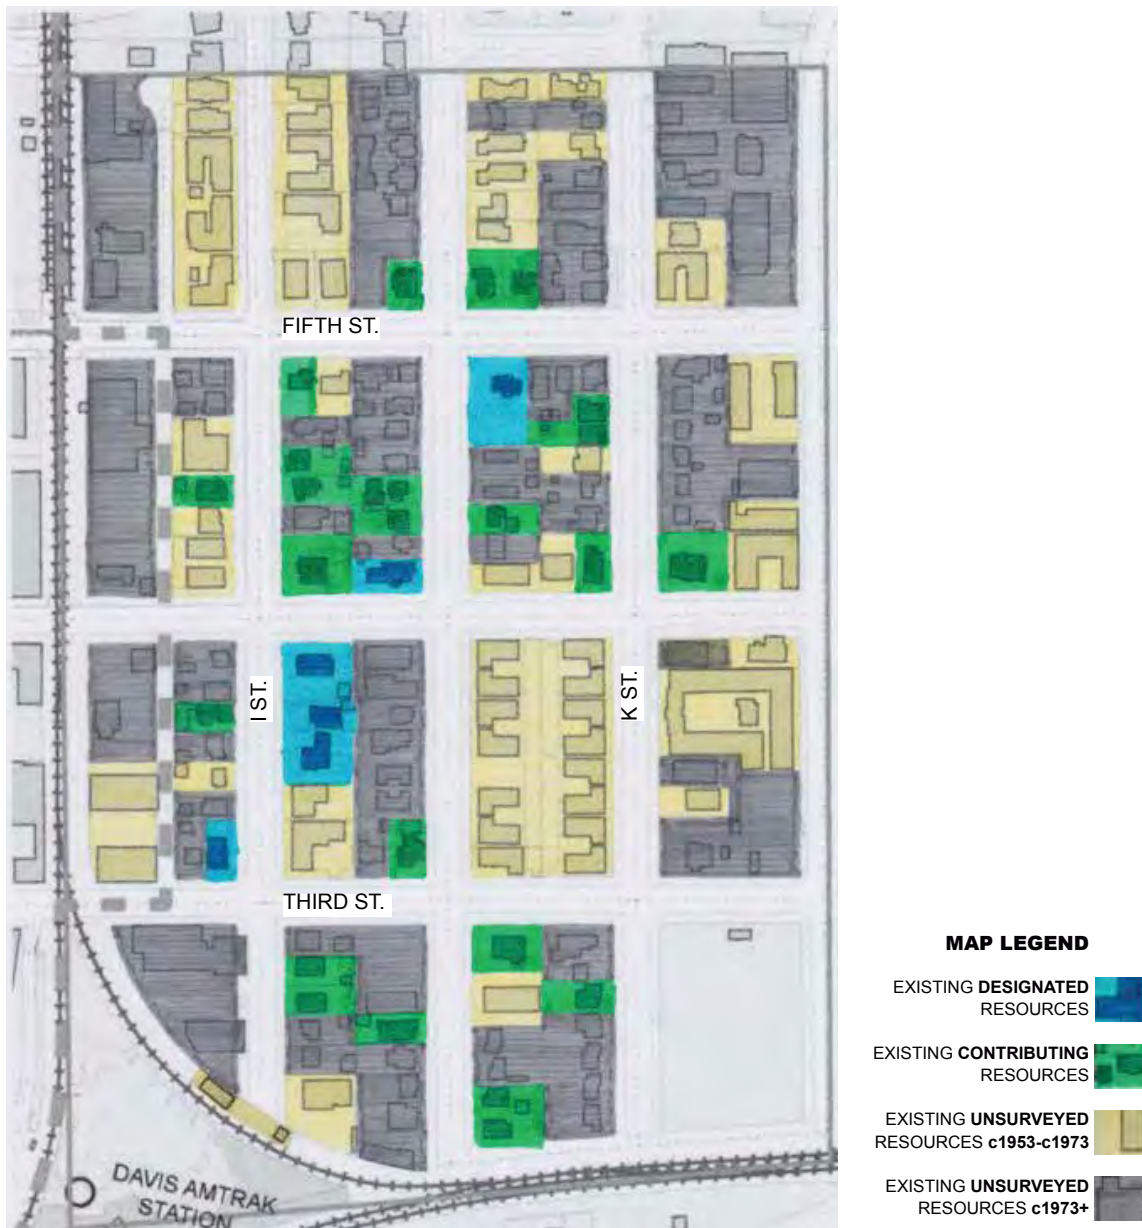 FIFTH ST.
I ST.
K ST.
THIRD ST.
DAVIS AMTRAK
STATION
MAP LEGEND
EXISTING DESIGNATED
RESOURCES
EXISTING CONTRIBUTING
RESOURCES
EXISTING UNSURVEYED
RESOURCES c1953-c1973
EXISTING UNSURVEYED
RESOURCES c1973+